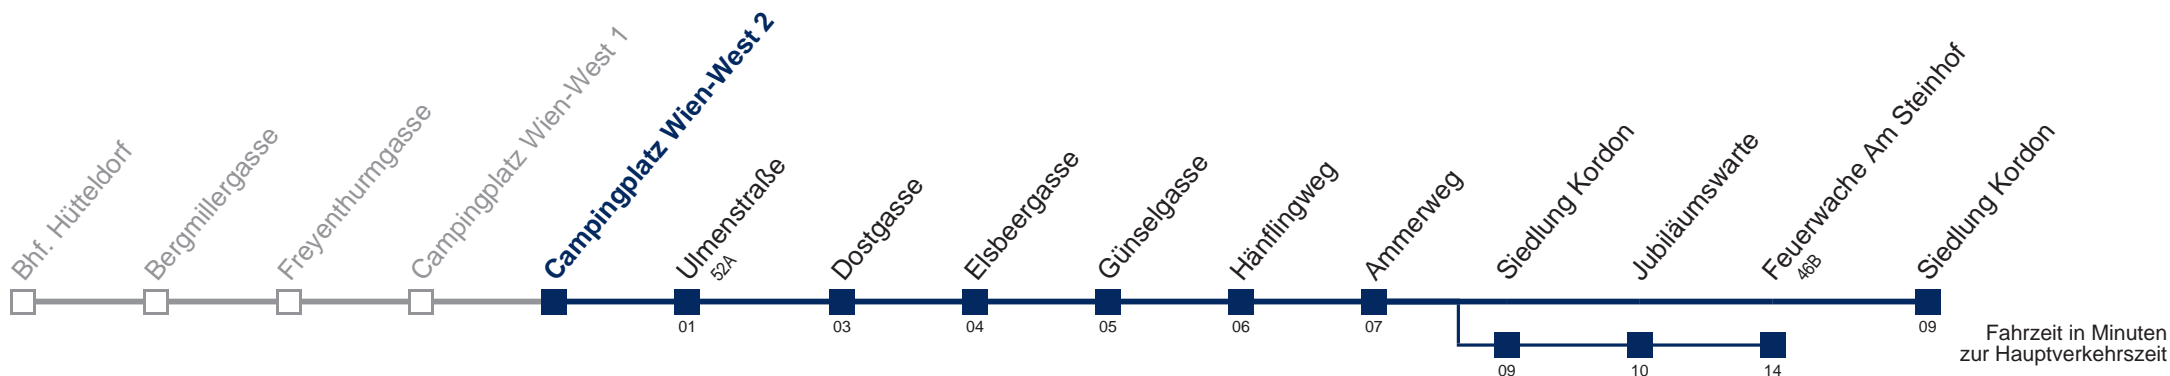 Bhf. Hütteldorf
Bergmillergasse
Freyenthurmgasse
Campingplatz Wien-West 1
Campingplatz Wien-West 2
Ulmenstraße
52A
Dostgasse
Elsbeergasse
Günselgasse
Hänflingweg
Ammerweg
Siedlung Kordon
Jubiläumswarte
Feuerwache Am Steinhof
46B
Siedlung Kordon
01
03
04
05
06
07
09
09
10
14
Fahrzeit in Minuten
zur Hauptverkehrszeit